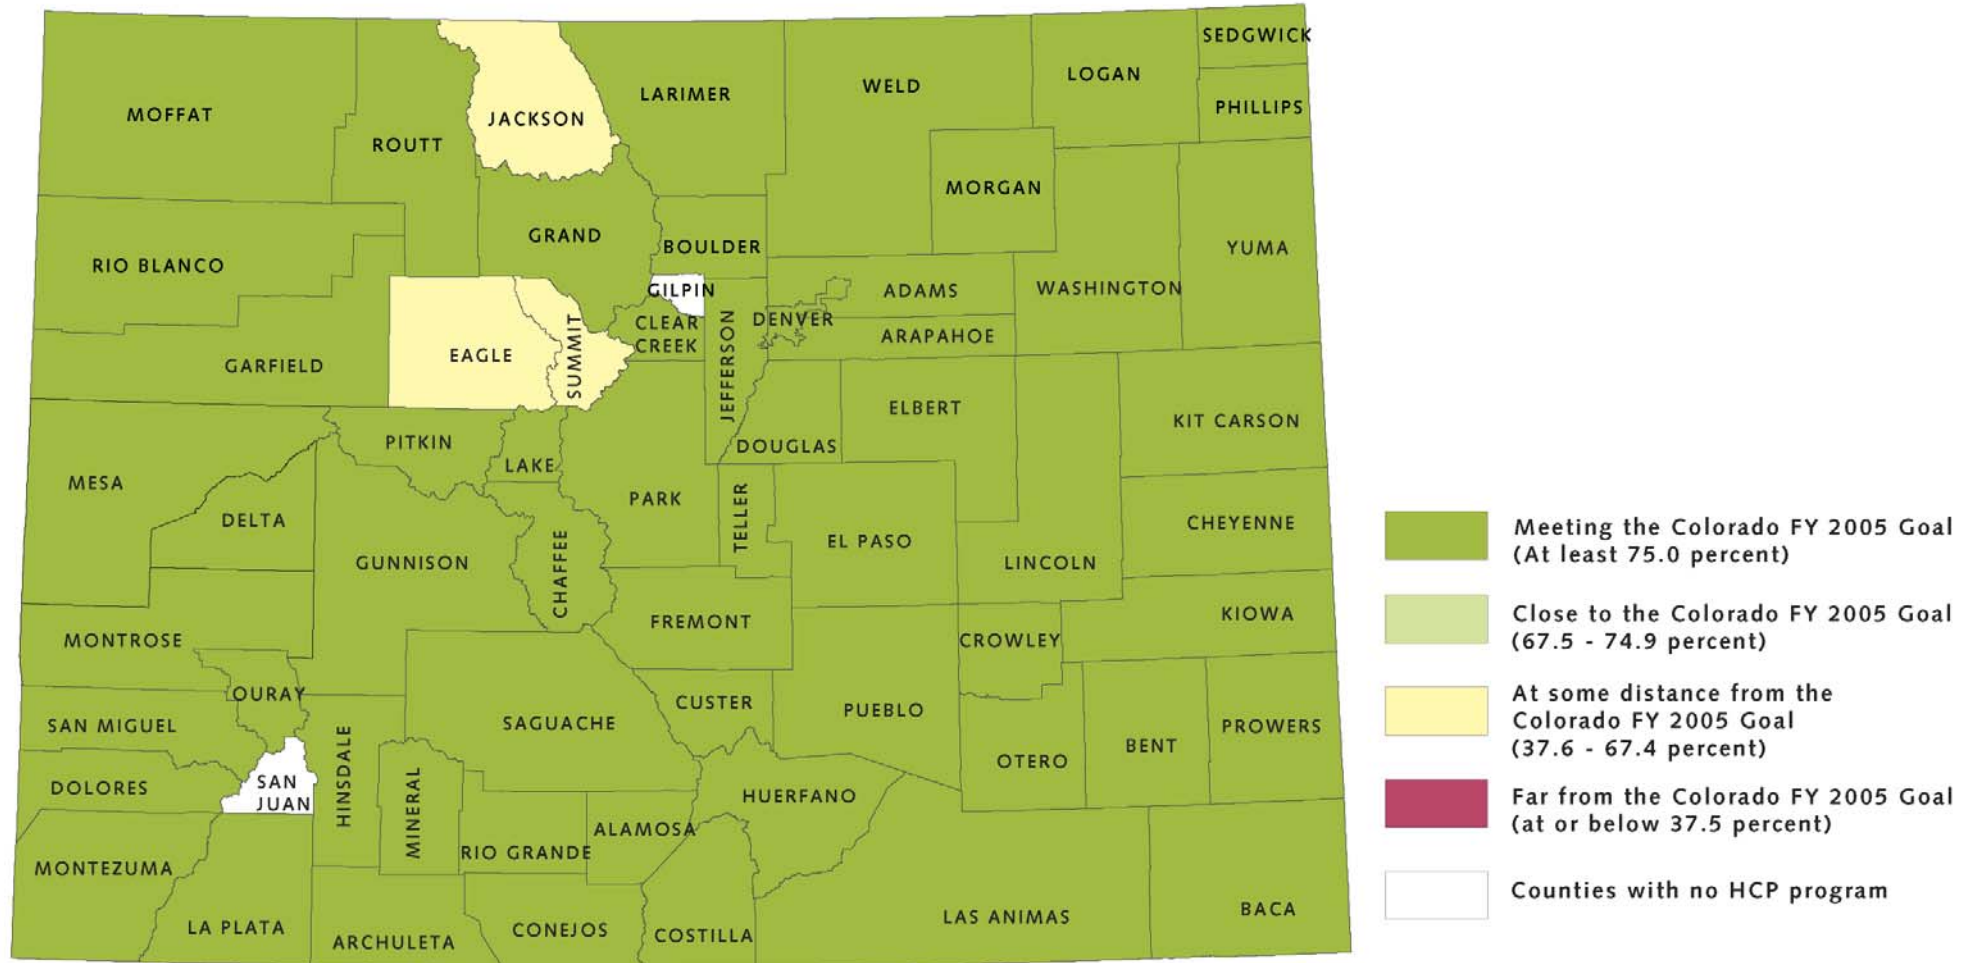 SEDGWICK
LOGAN
WELD
LARIMER
PHILLIPS
MOFFAT
JACKSON
ROUTT
MORGAN
GRAND
BOULDER
YUMA
RIO BLANCO
GILPIN
ADAMS
WASHINGTON
DENVER
CLEAR
CREEK
ARAPAHOE
EAGLE
SUMMIT
JEFFERSON
GARFIELD
ELBERT
KIT CARSON
PITKIN
DOUGLAS
LAKE
MESA
PARK
TELLER
DELTA
CHEYENNE
EL PASO
GUNNISON
CHAFFEE
LINCOLN
KIOWA
FREMONT
MONTROSE
CROWLEY
OURAY
CUSTER
PUEBLO
SAN MIGUEL
SAGUACHE
PROWERS
BENT
OTERO
HINSDALE
SAN
JUAN
DOLORES
MINERAL
HUERFANO
ALAMOSA
RIO GRANDE
MONTEZUMA
LA PLATA
ARCHULETA
CONEJOS
COSTILLA
LAS ANIMAS
BACA
Meeting the Colorado FY 2005 Goal
(At least 75.0 percent)
Close to the Colorado FY 2005 Goal
(67.5 - 74.9 percent)
At some distance from the
Colorado FY 2005 Goal
(37.6 - 67.4 percent)
Far from the Colorado FY 2005 Goal
(at or below 37.5 percent)
Counties with no HCP program